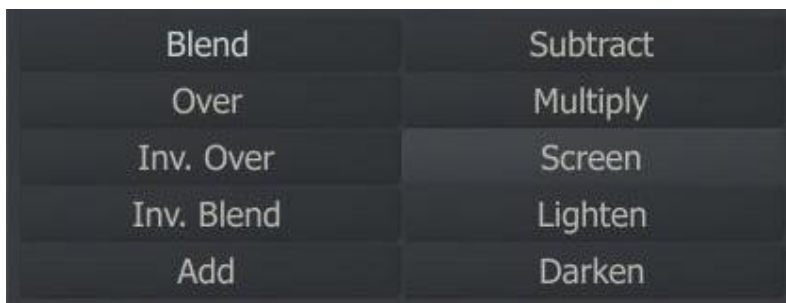 Blend Subtract
Over Multiply
Inv. Over Screen
Inv. Blend Lighten
Add Darken